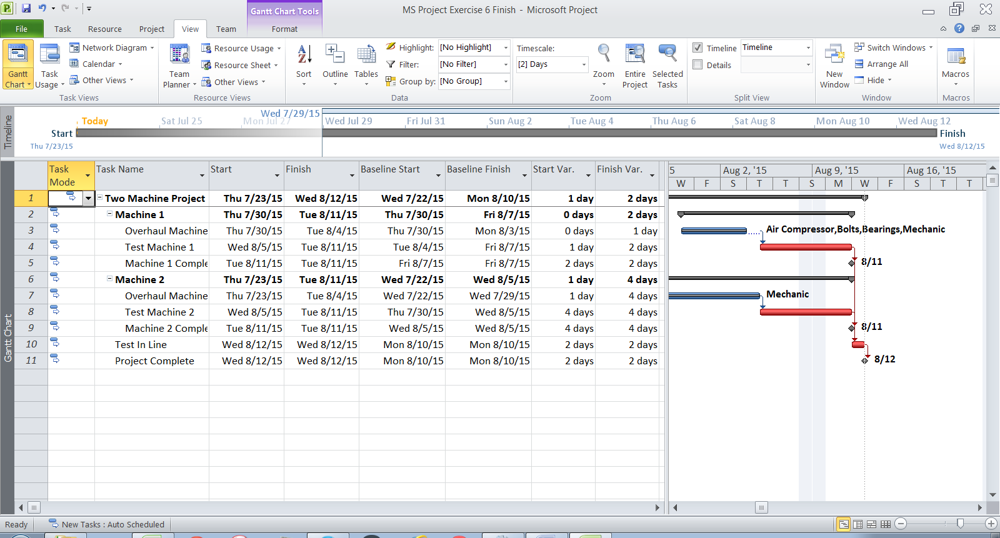 Gantt Chart Tools
MS Project Exercise 6 Finish - Microsoft Project
File Task Resource Project View Team Format
Gantt Chart
Task Usage
Network Diagram
Calendar
Other Views
Task Views
Team Planner
Resource Usage
Resource Sheet
Other Views
Resource Views
Sort
Outline
Tables
Highlight: [No Highlight]
Filter: [No Filter]
Group by: [No Group]
Data
Timescale:
[2] Days
Zoom
Entire Project
Selected Tasks
Zoom
Timeline Timeline
Details
Split View
New Window
Switch Windows
Arrange All
Hide
Window
Macros
Macros
Timeline
Wed 7/29/15
Today Sat Jul 25 Mon Jul 27 Wed Jul 29 Fri Jul 31 Sun Aug 2 Tue Aug 4 Thu Aug 6 Sat Aug 8 Mon Aug 10 Wed Aug 12
Start Finish
Thu 7/23/15 Wed 8/12/15
Gantt Chart
Task Mode Task Name Start Finish Baseline Start Baseline Finish Start Var. Finish Var.
1 Two Machine Project Thu 7/23/15 Wed 8/12/15 Wed 7/22/15 Mon 8/10/15 1 day 2 days
2 Machine 1 Thu 7/30/15 Tue 8/11/15 Thu 7/30/15 Fri 8/7/15 0 days 2 days
3 Overhaul Machine Thu 7/30/15 Tue 8/4/15 Thu 7/30/15 Mon 8/3/15 0 days 1 day
4 Test Machine 1 Wed 8/5/15 Tue 8/11/15 Tue 8/4/15 Fri 8/7/15 1 day 2 days
5 Machine 1 Comple Tue 8/11/15 Tue 8/11/15 Fri 8/7/15 Fri 8/7/15 2 days 2 days
6 Machine 2 Thu 7/23/15 Tue 8/11/15 Wed 7/22/15 Wed 8/5/15 1 day 4 days
7 Overhaul Machine Thu 7/23/15 Tue 8/4/15 Wed 7/22/15 Wed 7/29/15 1 day 4 days
8 Test Machine 2 Wed 8/5/15 Tue 8/11/15 Thu 7/30/15 Wed 8/5/15 4 days 4 days
9 Machine 2 Comple Tue 8/11/15 Tue 8/11/15 Wed 8/5/15 Wed 8/5/15 4 days 4 days
10 Test In Line Wed 8/12/15 Wed 8/12/15 Mon 8/10/15 Mon 8/10/15 2 days 2 days
11 Project Complete Wed 8/12/15 Wed 8/12/15 Mon 8/10/15 Mon 8/10/15 2 days 2 days
5 Aug 2, '15 Aug 9, '15 Aug 16, '15
W F S T T S M W F S T T
Air Compressor,Bolts,Bearings,Mechanic
8/11
Mechanic
8/11
8/12
Ready New Tasks : Auto Scheduled